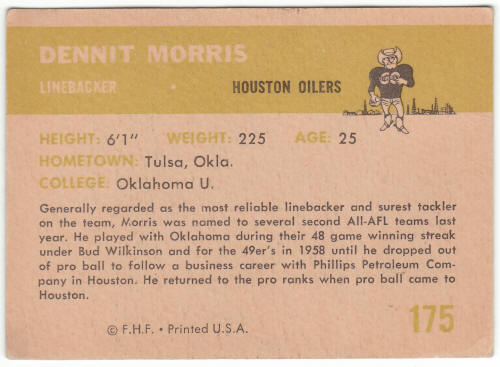 DENNIT MORRIS
LINEBACKER • HOUSTON OILERS
HEIGHT: 6'1" WEIGHT: 225 AGE: 25
HOMETOWN: Tulsa, Okla.
COLLEGE: Oklahoma U.
Generally regarded as the most reliable linebacker and surest tackler
on the team, Morris was named to several second All-AFL teams last
year. He played with Oklahoma during their 48 game winning streak
under Bud Wilkinson and for the 49er's in 1958 until he dropped out
of pro ball to follow a business career with Phillips Petroleum Com-
pany in Houston. He returned to the pro ranks when pro ball came to
Houston.
© F.H.F. • Printed U.S.A.
175